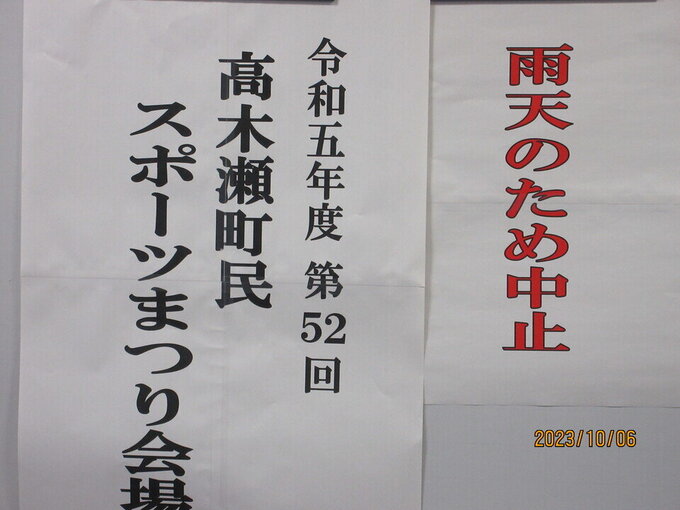 雨天のため中止
令和五年度 第52回
高木瀬町民
スポーツまつり会場
2023/10/06